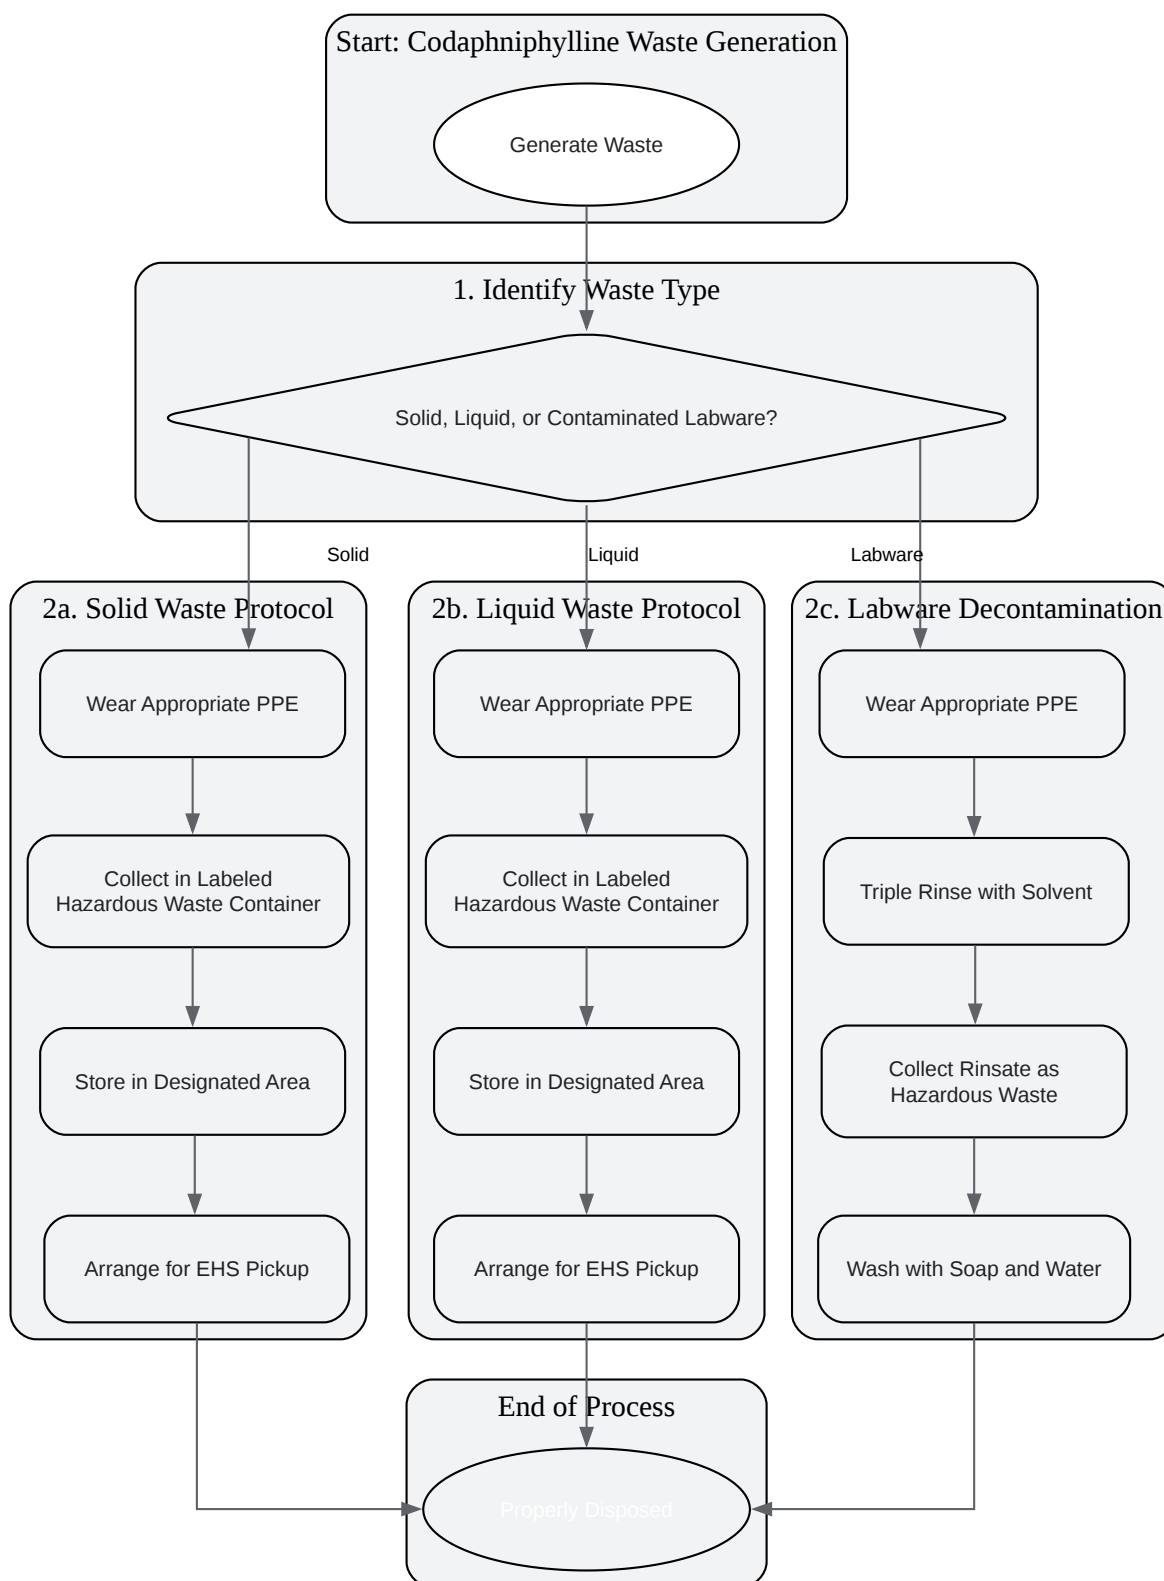 Start: Codaphniphylline Waste Generation
Generate Waste
1. Identify Waste Type
Solid, Liquid, or Contaminated Labware?
Solid
Liquid
Labware
2a. Solid Waste Protocol
Wear Appropriate PPE
Collect in Labeled
Hazardous Waste Container
Store in Designated Area
Arrange for EHS Pickup
2b. Liquid Waste Protocol
Wear Appropriate PPE
Collect in Labeled
Hazardous Waste Container
Store in Designated Area
Arrange for EHS Pickup
2c. Labware Decontamination
Wear Appropriate PPE
Triple Rinse with Solvent
Collect Rinsate as
Hazardous Waste
Wash with Soap and Water
End of Process
Properly Disposed